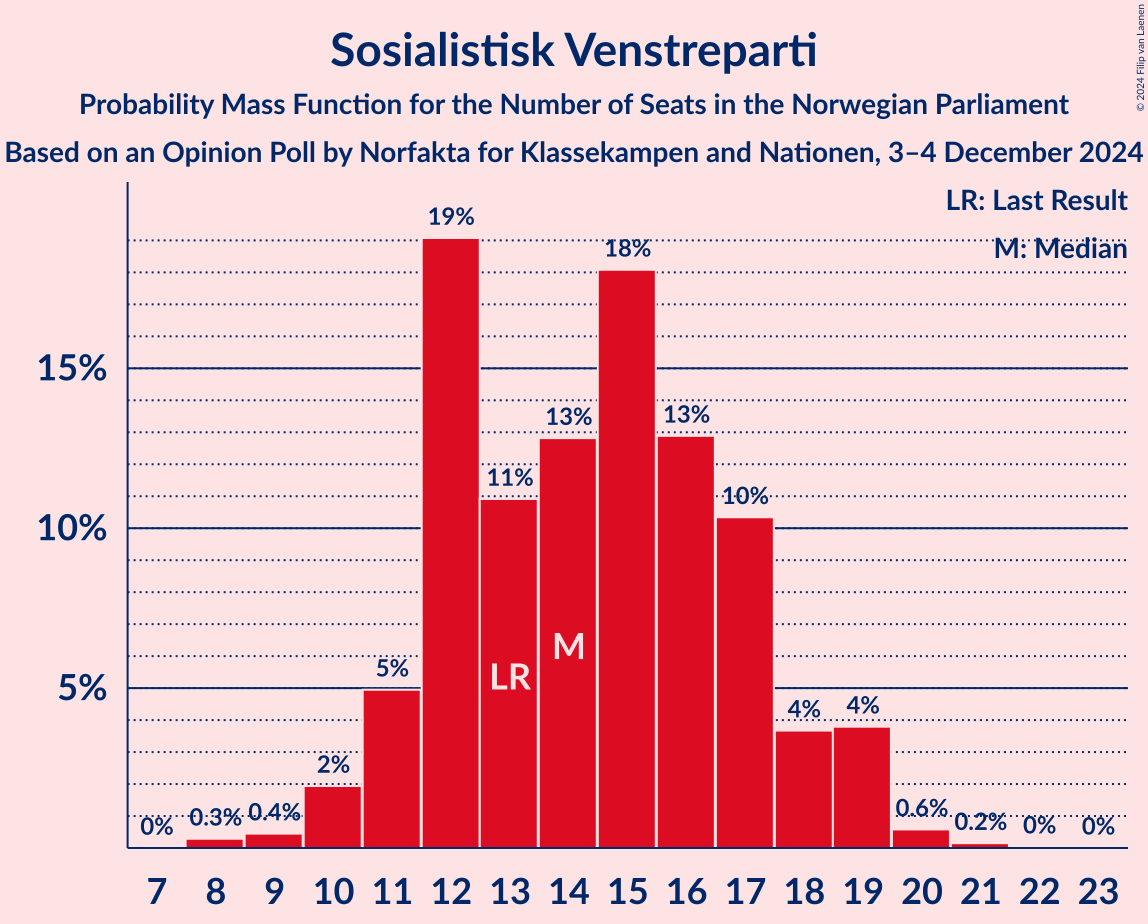 Sosialistisk Venstreparti
Probability Mass Function for the Number of Seats in the Norwegian Parliament
Based on an Opinion Poll by Norfakta for Klassekampen and Nationen, 3–4 December 2024
© 2024 Filip van Laenen
LR: Last Result
M: Median
15%
10%
5%
0%
0.3%
0.4%
2%
5%
19%
11%
13%
18%
13%
10%
4%
4%
0.6%
0.2%
0%
0%
LR
M
7 8 9 10 11 12 13 14 15 16 17 18 19 20 21 22 23